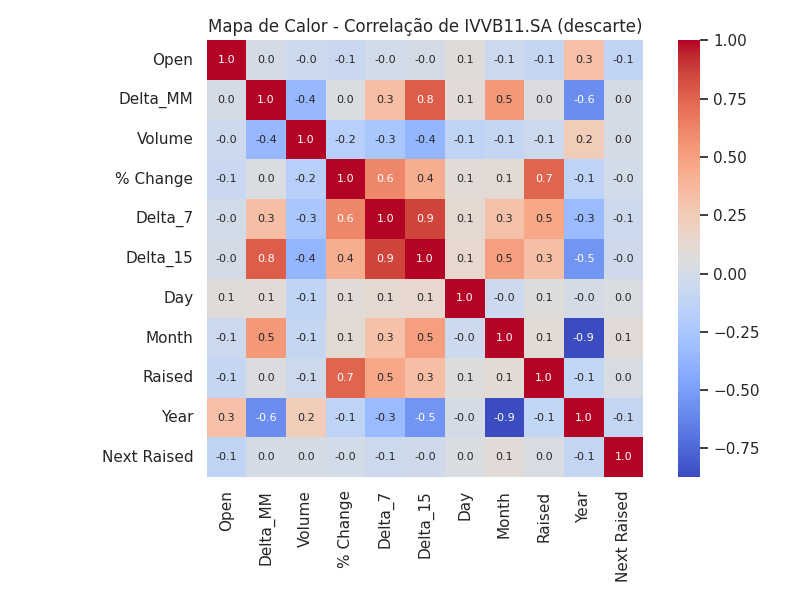 Mapa de Calor - Correlação de IVVB11.SA (descarte)
Open 1.0 0.0 -0.0 -0.1 -0.0 -0.0 0.1 -0.1 -0.1 0.3 -0.1
Delta_MM 0.0 1.0 -0.4 0.0 0.3 0.8 0.1 0.5 0.0 -0.6 0.0
Volume -0.0 -0.4 1.0 -0.2 -0.3 -0.4 -0.1 -0.1 -0.1 0.2 0.0
% Change -0.1 0.0 -0.2 1.0 0.6 0.4 0.1 0.1 0.7 -0.1 -0.0
Delta_7 -0.0 0.3 -0.3 0.6 1.0 0.9 0.1 0.3 0.5 -0.3 -0.1
Delta_15 -0.0 0.8 -0.4 0.4 0.9 1.0 0.1 0.5 0.3 -0.5 -0.0
Day 0.1 0.1 -0.1 0.1 0.1 0.1 1.0 -0.0 0.1 -0.0 0.0
Month -0.1 0.5 -0.1 0.1 0.3 0.5 -0.0 1.0 0.1 -0.9 0.1
Raised -0.1 0.0 -0.1 0.7 0.5 0.3 0.1 0.1 1.0 -0.1 0.0
Year 0.3 -0.6 0.2 -0.1 -0.3 -0.5 -0.0 -0.9 -0.1 1.0 -0.1
Next Raised -0.1 0.0 0.0 -0.0 -0.1 -0.0 0.0 0.1 0.0 -0.1 1.0
Open
Delta_MM
Volume
% Change
Delta_7
Delta_15
Day
Month
Raised
Year
Next Raised
1.00
0.75
0.50
0.25
0.00
−0.25
−0.50
−0.75